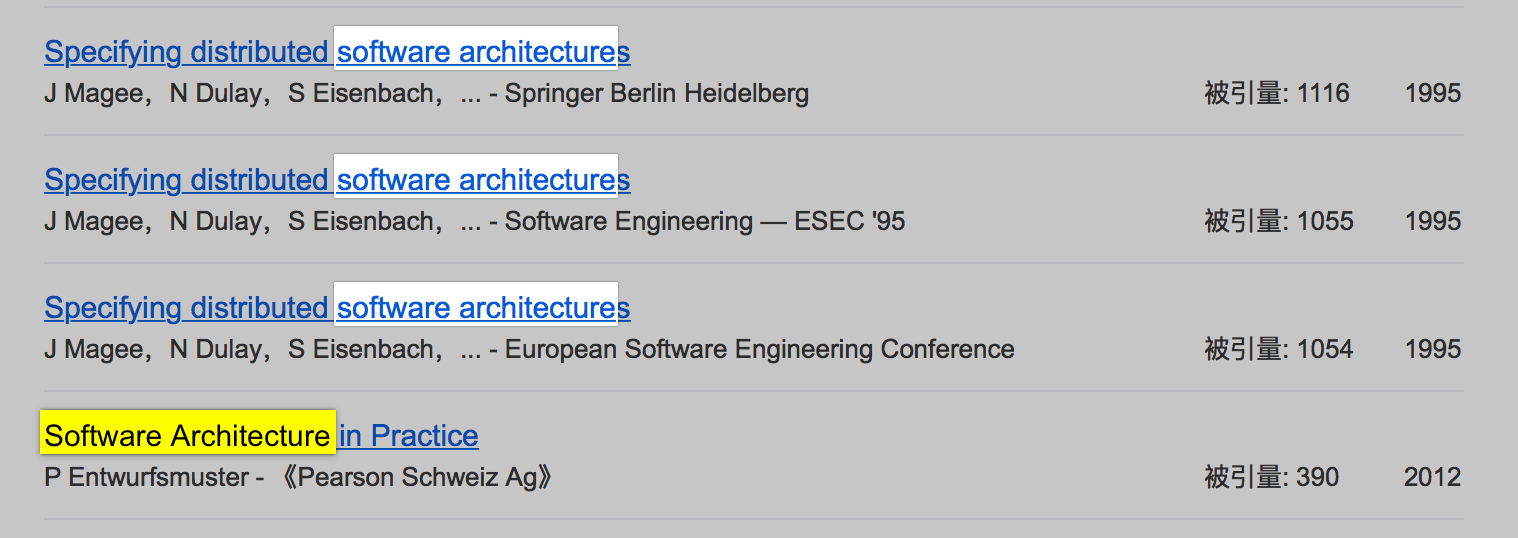 Specifying distributed software architectures
J Magee，N Dulay，S Eisenbach，... - Springer Berlin Heidelberg 被引量: 1116 1995
Specifying distributed software architectures
J Magee，N Dulay，S Eisenbach，... - Software Engineering — ESEC '95 被引量: 1055 1995
Specifying distributed software architectures
J Magee，N Dulay，S Eisenbach，... - European Software Engineering Conference 被引量: 1054 1995
Software Architecture in Practice
P Entwurfsmuster - 《Pearson Schweiz Ag》 被引量: 390 2012